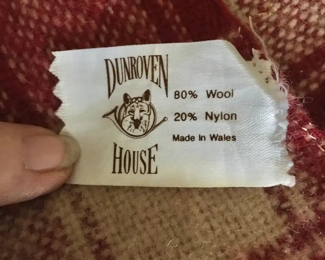 DUNROVEN
HOUSE
80% Wool
20% Nylon
Made in Wales